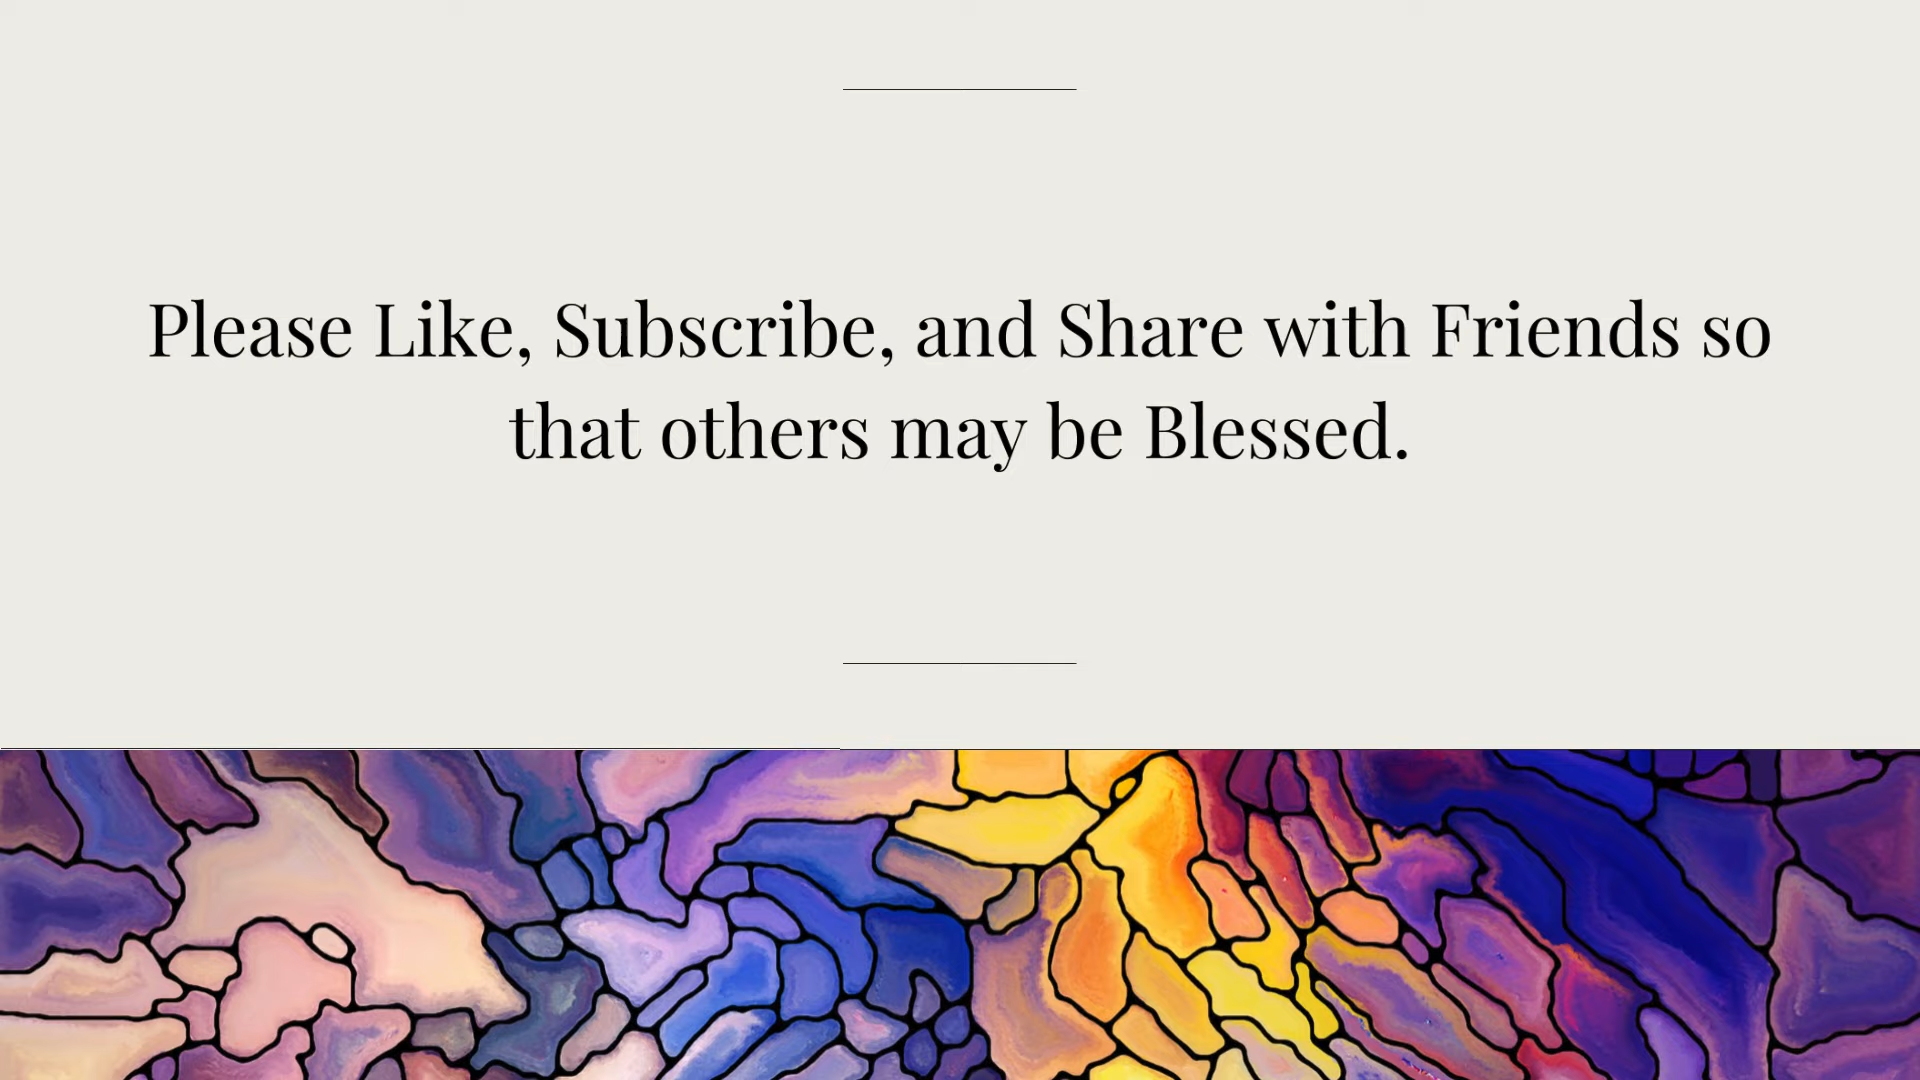 Please Like, Subscribe, and Share with Friends so
that others may be Blessed.